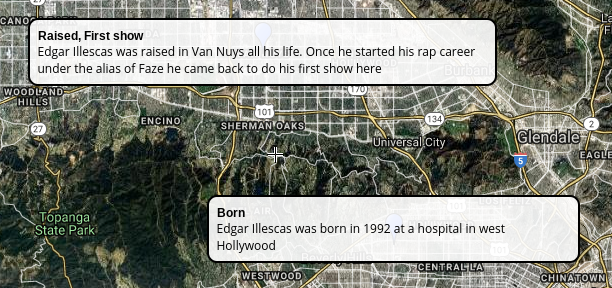 CANO
Raised, First show
Edgar Illescas was raised in Van Nuys all his life. Once he started his rap career
under the alias of Faze he came back to do his first show here
Burbank
WOODLAND
HILLS
170
101
134
2
27
ENCINO
SHERMAN OAKS
Universal City
Glendale
5
EAGLE
Born
Edgar Illescas was born in 1992 at a hospital in west
Hollywood
Topanga
State Park
AIR
WESTWOOD
CENTRAL LA
CHINATOWN